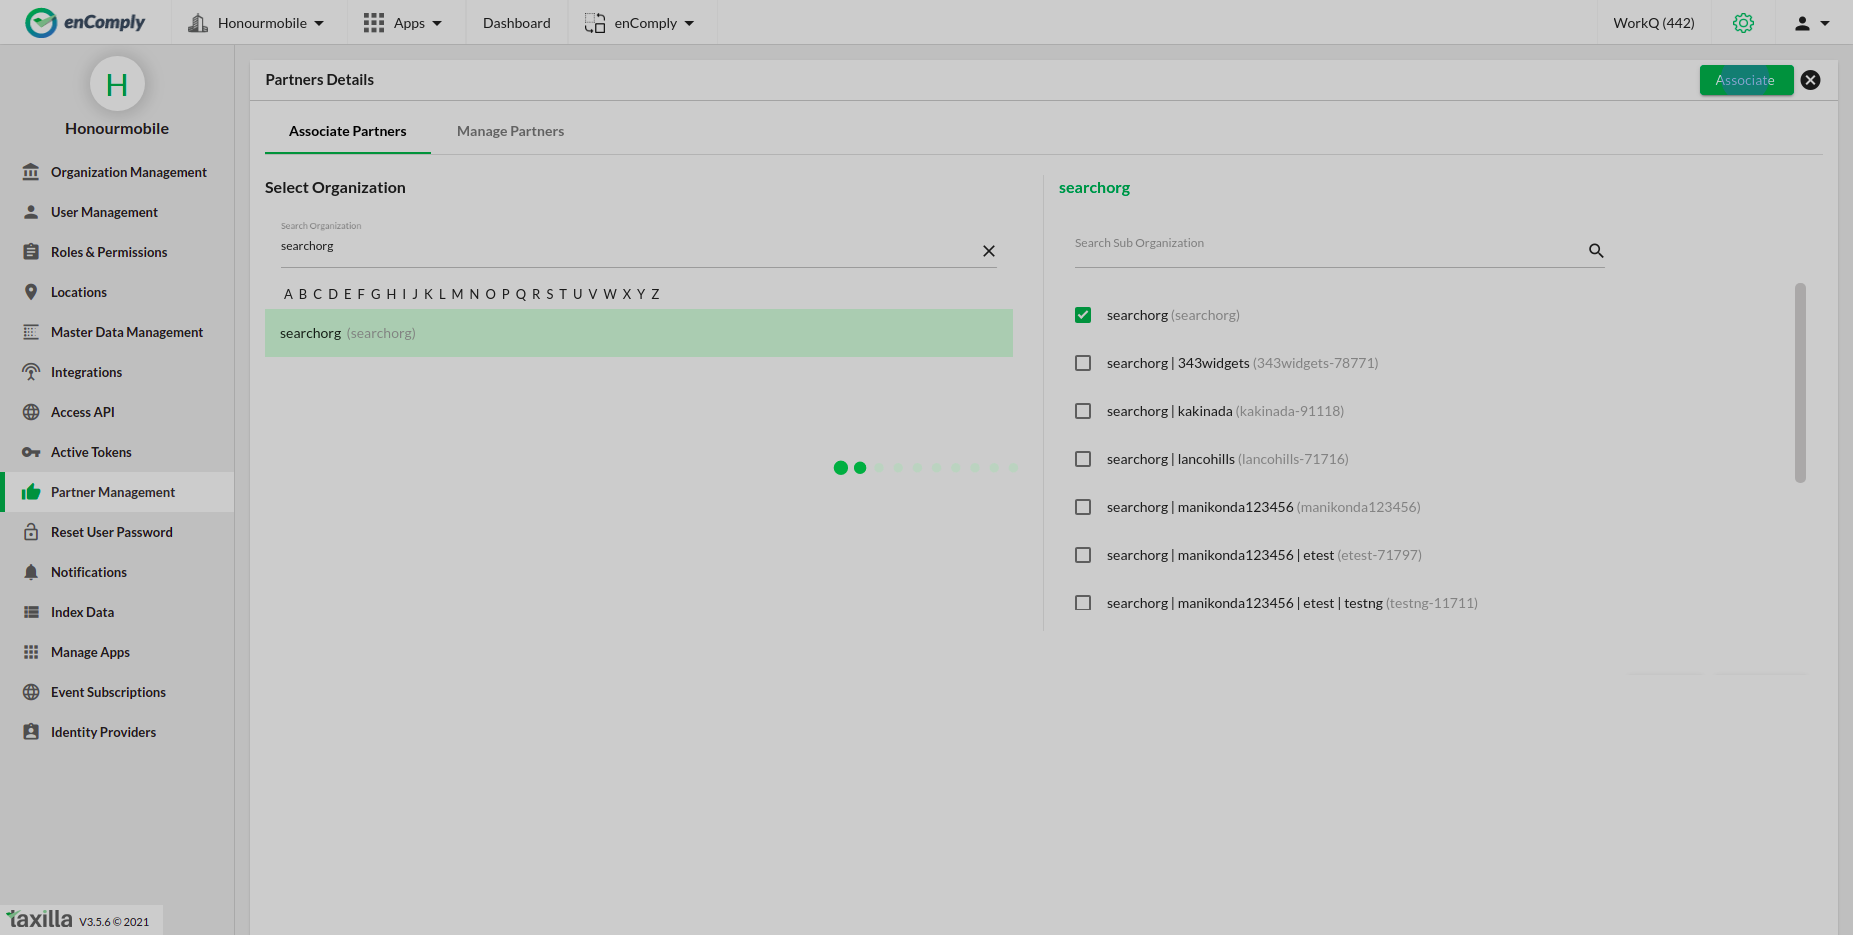 enComply
Honourmobile
Apps
Dashboard
enComply
WorkQ (442)
H
Honourmobile
Organization Management
User Management
Roles & Permissions
Locations
Master Data Management
Integrations
Access API
Active Tokens
Partner Management
Reset User Password
Notifications
Index Data
Manage Apps
Event Subscriptions
Identity Providers
taxilla V3.5.6 © 2021
Partners Details
Associate
Associate Partners
Manage Partners
Select Organization
Search Organization
searchorg
A B C D E F G H I J K L M N O P Q R S T U V W X Y Z
searchorg (searchorg)
searchorg
Search Sub Organization
searchorg (searchorg)
searchorg | 343widgets (343widgets-78771)
searchorg | kakinada (kakinada-91118)
searchorg | lancohills (lancohills-71716)
searchorg | manikonda123456 (manikonda123456)
searchorg | manikonda123456 | etest (etest-71797)
searchorg | manikonda123456 | etest | testng (testng-11711)